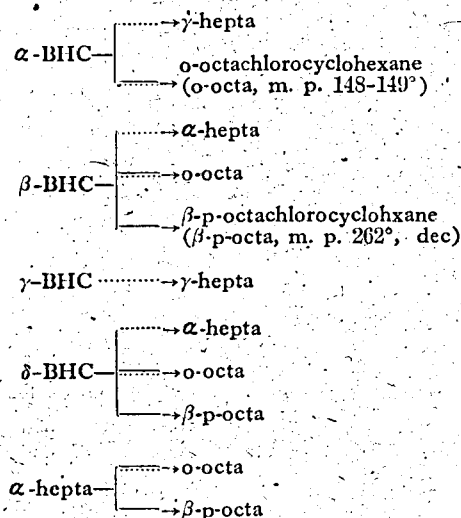 γ-hepta
α-BHC
o-octachlorocyclohexane
(o-octa, m. p. 148-149°)
α-hepta
β-BHC
o-octa
β-p-octachlorocyclohxane
(β-p-octa, m. p. 262°, dec)
γ-BHC γ-hepta
α-hepta
δ-BHC
o-octa
β-p-octa
α-hepta
o-octa
β-p-octa